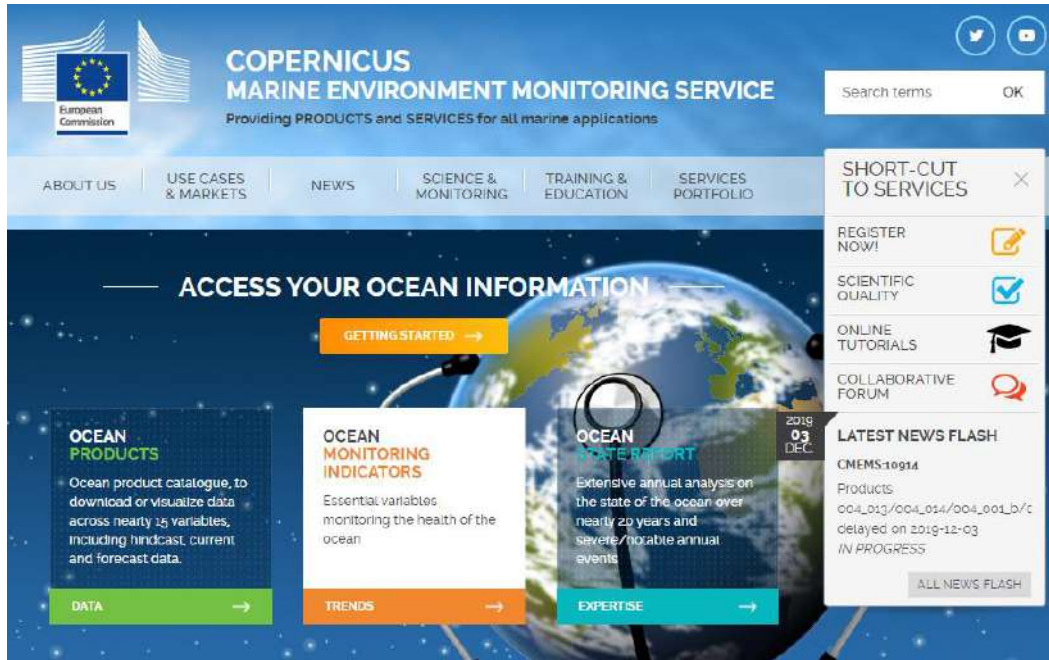 European
Commission
COPERNICUS
MARINE ENVIRONMENT MONITORING SERVICE
Providing PRODUCTS and SERVICES for all marine applications
Search terms OK
ABOUT US
USE CASES
& MARKETS
NEWS
SCIENCE &
MONITORING
TRAINING &
EDUCATION
SERVICES
PORTFOLIO
SHORT-CUT
TO SERVICES
REGISTER
NOW!
SCIENTIFIC
QUALITY
ONLINE
TUTORIALS
COLLABORATIVE
FORUM
ACCESS YOUR OCEAN INFORMATION
GETTING STARTED →
OCEAN
PRODUCTS
Ocean product catalogue, to
download or visualize data
across nearly 15 variables,
including hindcast, current
and forecast data.
DATA →
OCEAN
MONITORING
INDICATORS
Essential variables
monitoring the health of the
ocean
TRENDS →
OCEAN
STATE REPORT
Extensive annual analysis on
the state of the ocean over
nearly 20 years and
severe/notable annual
events
EXPERTISE →
2019
03
DEC.
LATEST NEWS FLASH
CMEMS:10914
Products
004_013/004_014/004_001_b/c
delayed on 2019-12-03
IN PROGRESS
ALL NEWS FLASH